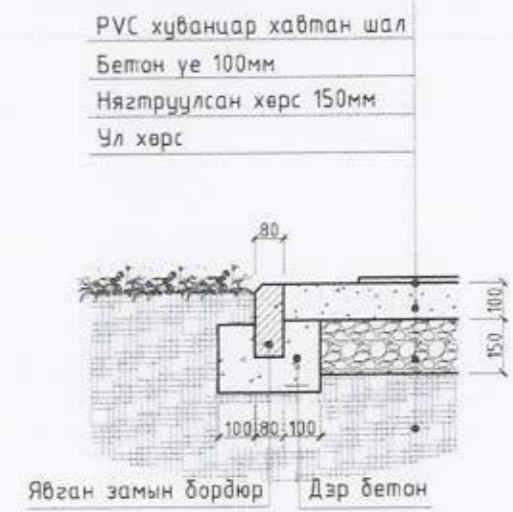 PVC хуванцар хавтан шал
Бетон үе 100мм
Нягтруулсан хөрс 150мм
Ул хөрс
80
100
150
100 80 100
Явган замын бордюр
Дэр бетон